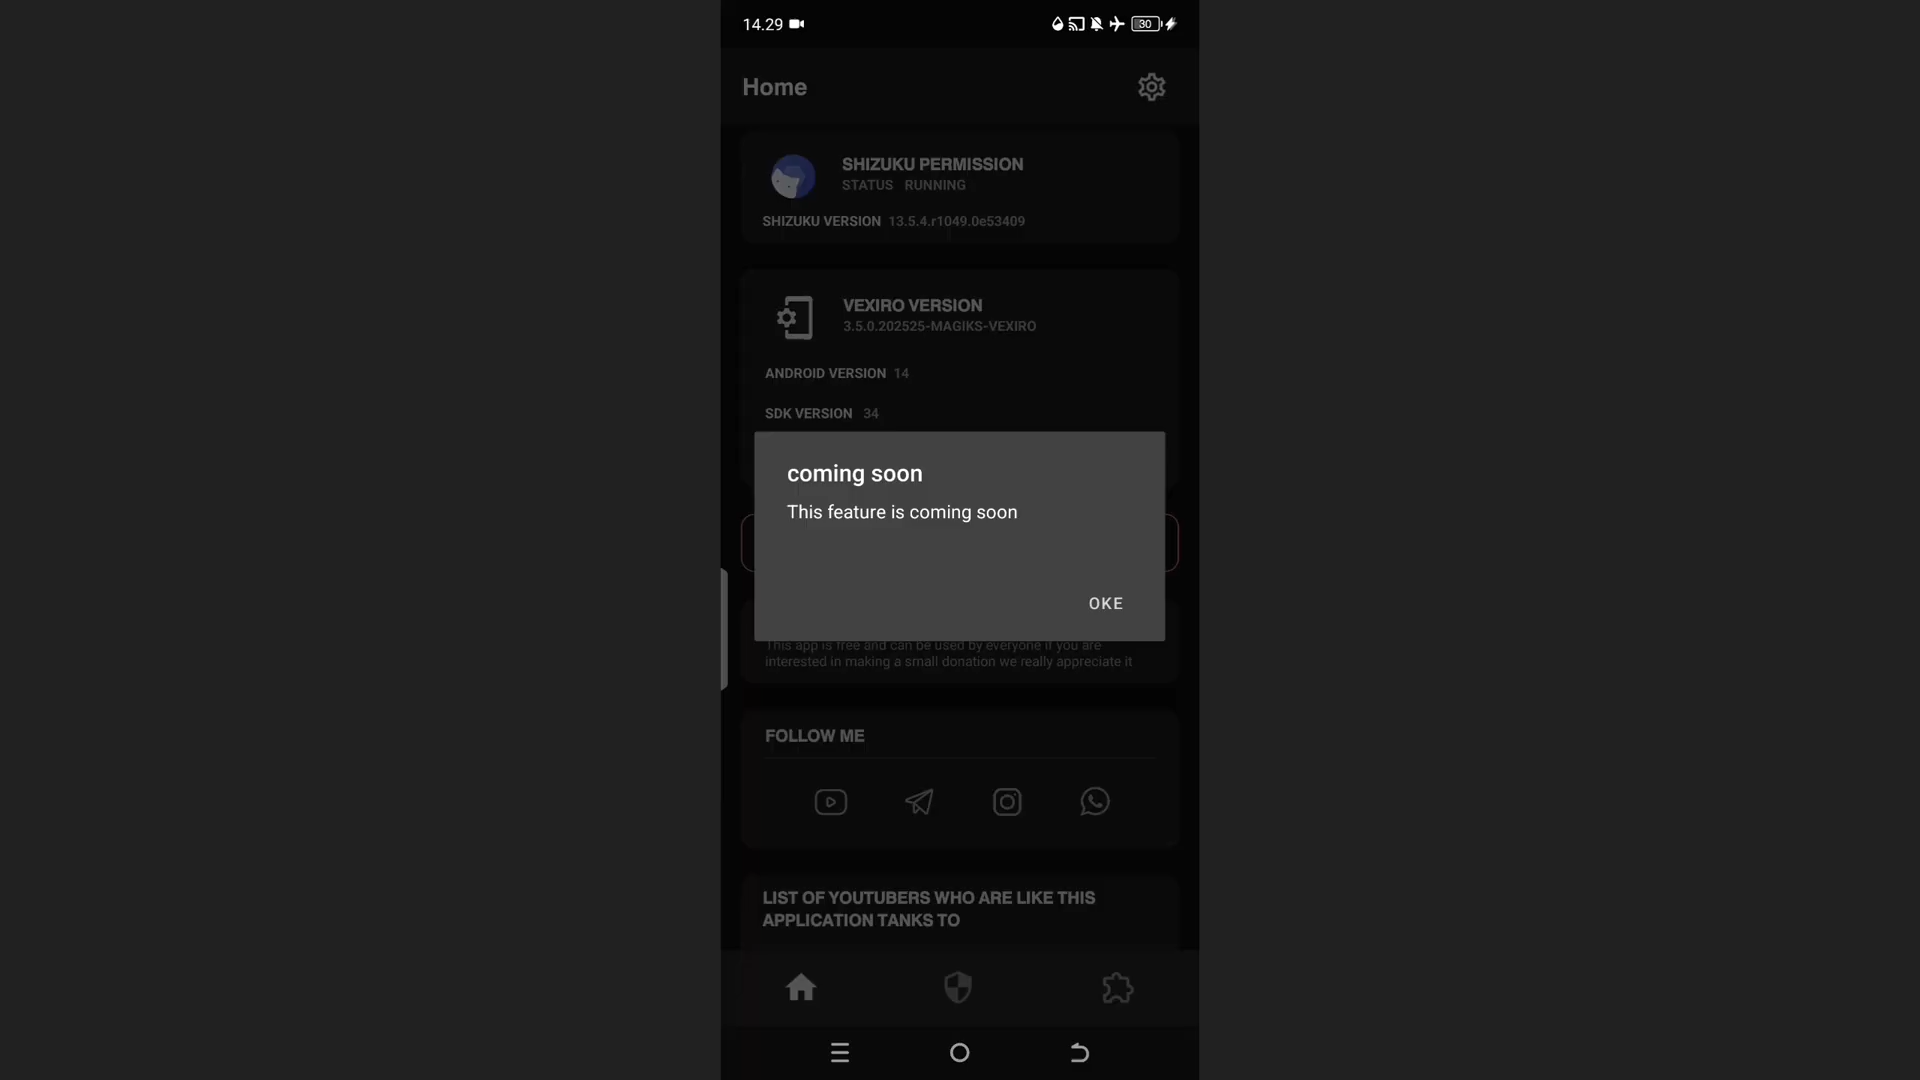 14.29
30
Home
SHIZUKU PERMISSION
STATUS RUNNING
SHIZUKU VERSION 13.5.4.r1049.0e53409
VEXIRO VERSION
3.5.0.202525-MAGIKS-VEXIRO
ANDROID VERSION 14
SDK VERSION 34
coming soon
This feature is coming soon
OKE
This app is free and can be used by everyone if you are
interested in making a small donation we really appreciate it
FOLLOW ME
LIST OF YOUTUBERS WHO ARE LIKE THIS
APPLICATION TANKS TO